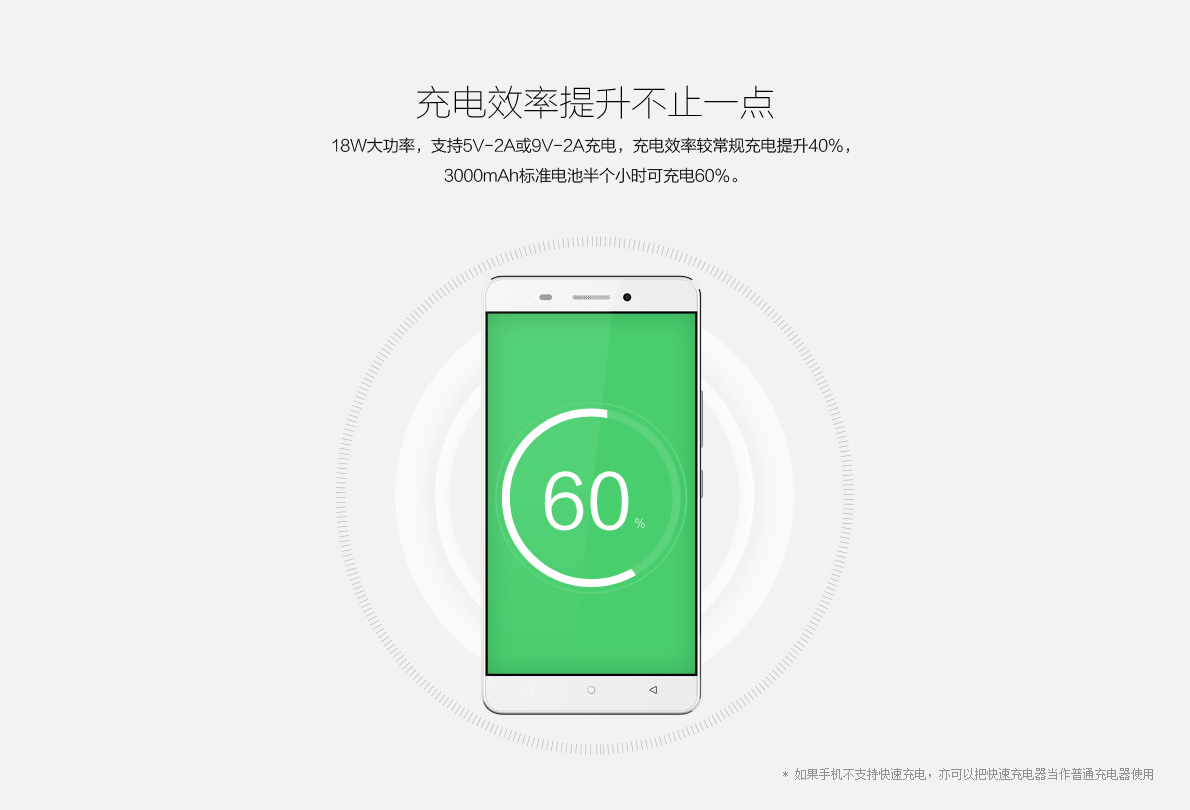 充电效率提升不止一点
18W大功率，支持5V-2A或9V-2A充电，充电效率较常规充电提升40%，
3000mAh标准电池半个小时可充电60%。
60%
* 如果手机不支持快速充电，亦可以把快速充电器当作普通充电器使用